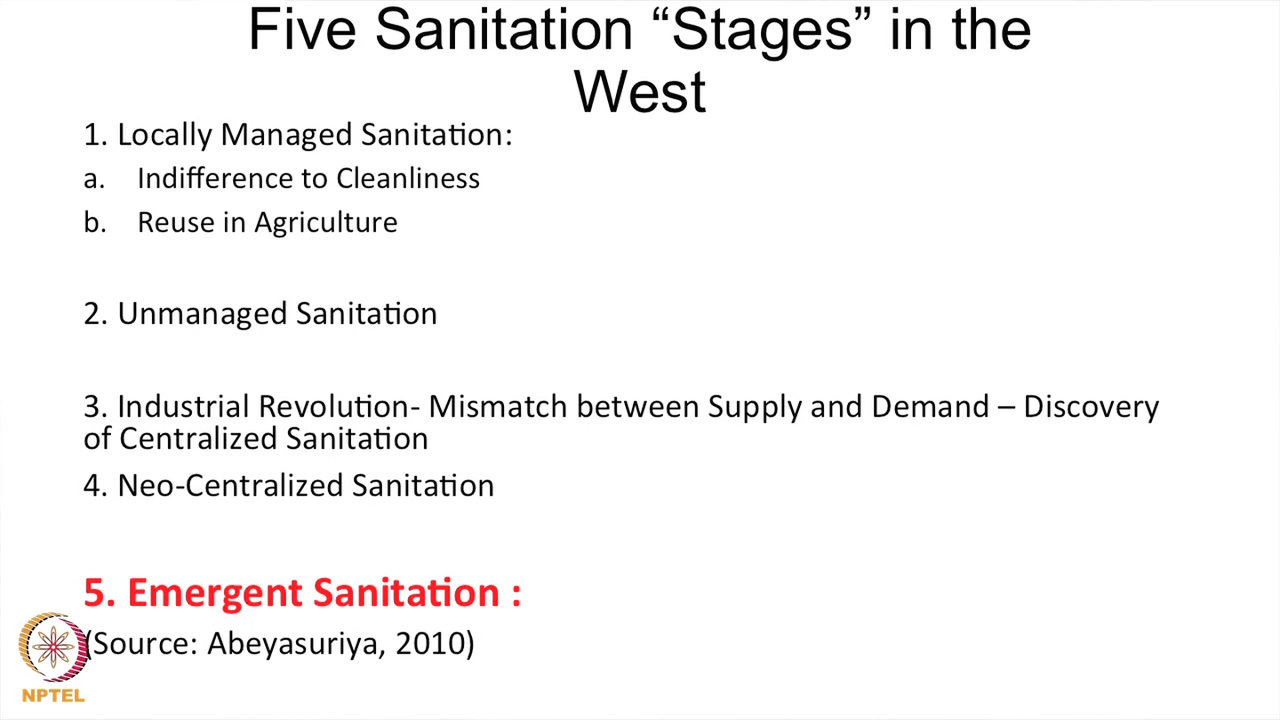 Five Sanitation “Stages” in the
West
1. Locally Managed Sanitation:
a. Indifference to Cleanliness
b. Reuse in Agriculture
2. Unmanaged Sanitation
3. Industrial Revolution- Mismatch between Supply and Demand – Discovery
of Centralized Sanitation
4. Neo-Centralized Sanitation
5. Emergent Sanitation :
(Source: Abeyasuriya, 2010)
NPTEL